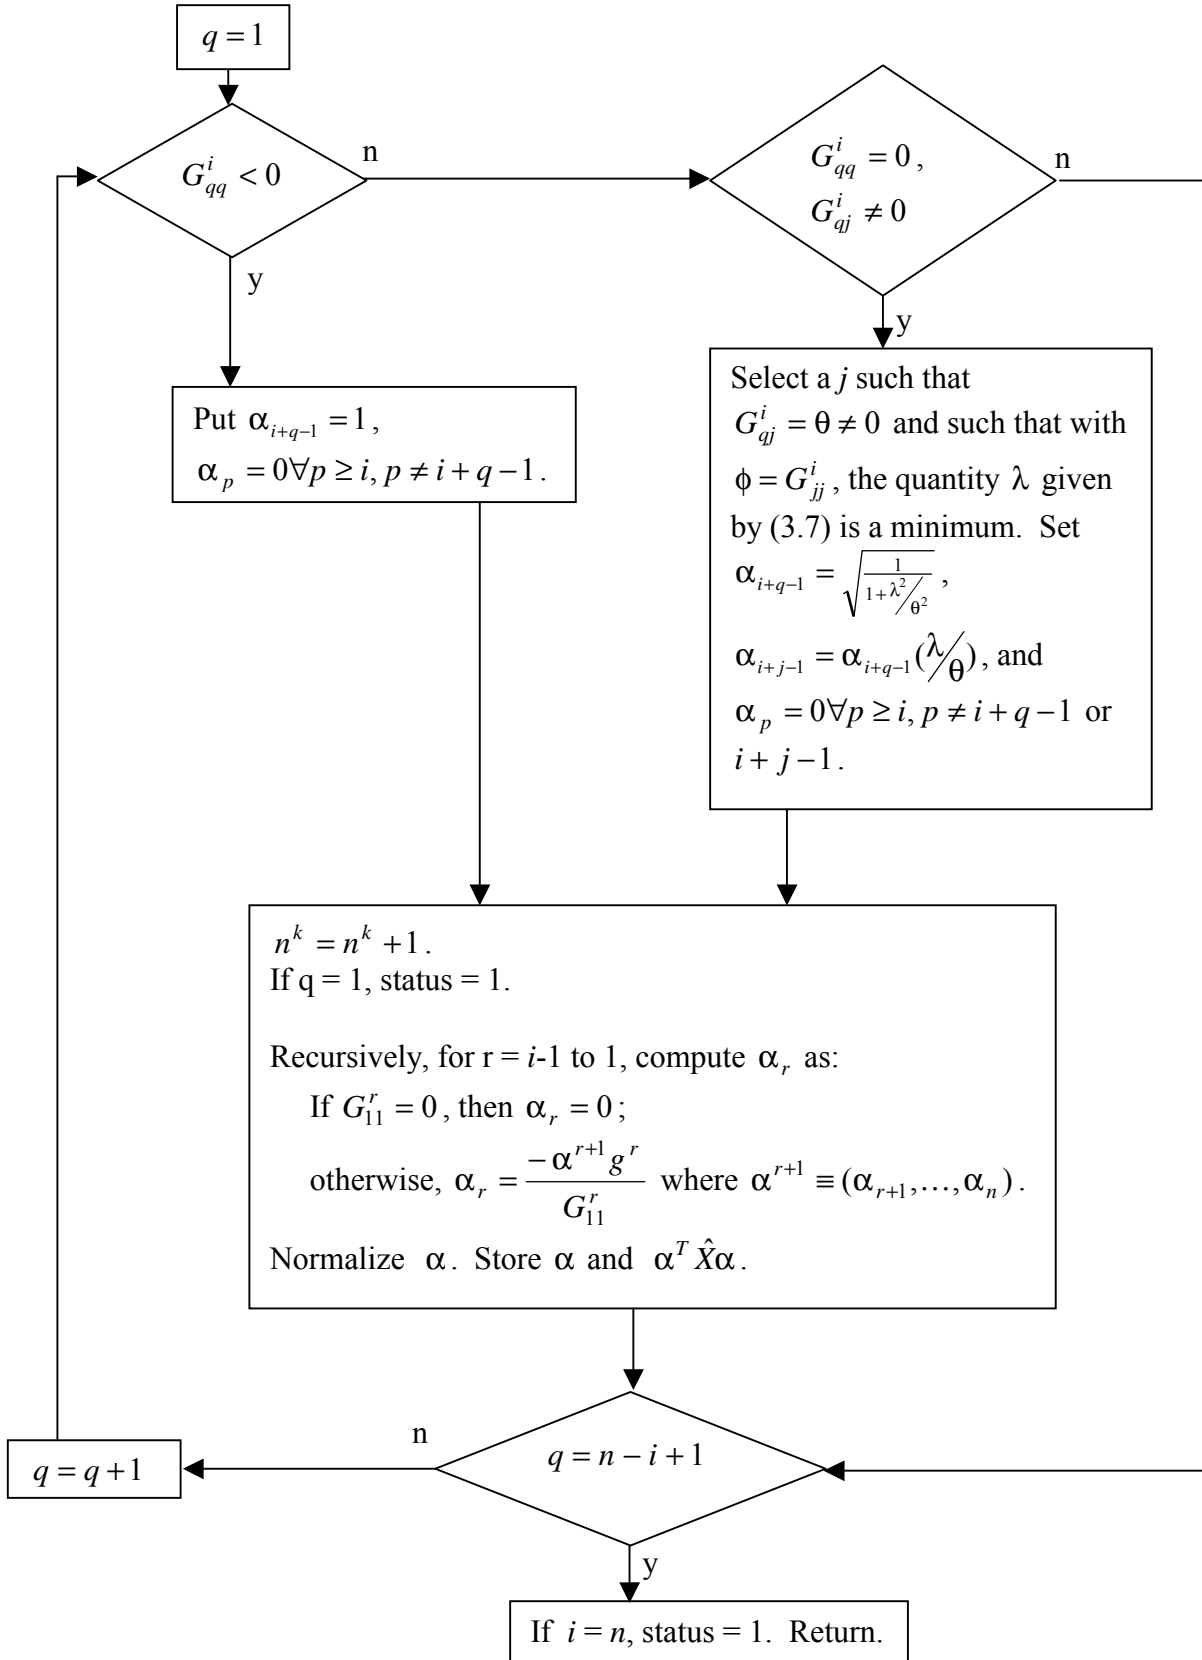 q = 1
G^i_{qq} < 0
n
y
G^i_{qq} = 0 ,
G^i_{qj} ≠ 0
n
y
Put α_{i+q−1} = 1 ,
α_p = 0∀p ≥ i, p ≠ i + q − 1 .
Select a j such that
G^i_{qj} = θ ≠ 0 and such that with
ϕ = G^i_{jj} , the quantity λ given
by (3.7) is a minimum. Set
α_{i+q−1} = √(1/(1+λ²/θ²)) ,
α_{i+j−1} = α_{i+q−1}(λ/θ) , and
α_p = 0∀p ≥ i, p ≠ i + q − 1 or
i + j − 1 .
n^k = n^k + 1 .
If q = 1, status = 1.
Recursively, for r = i-1 to 1, compute α_r as:
If G^r_{11} = 0 , then α_r = 0 ;
otherwise, α_r = −α^{r+1} g^r / G^r_{11} where α^{r+1} ≡ (α_{r+1},…,α_n) .
Normalize α. Store α and α^T X̂α .
q = n − i + 1
n
y
q = q + 1
If i = n, status = 1. Return.